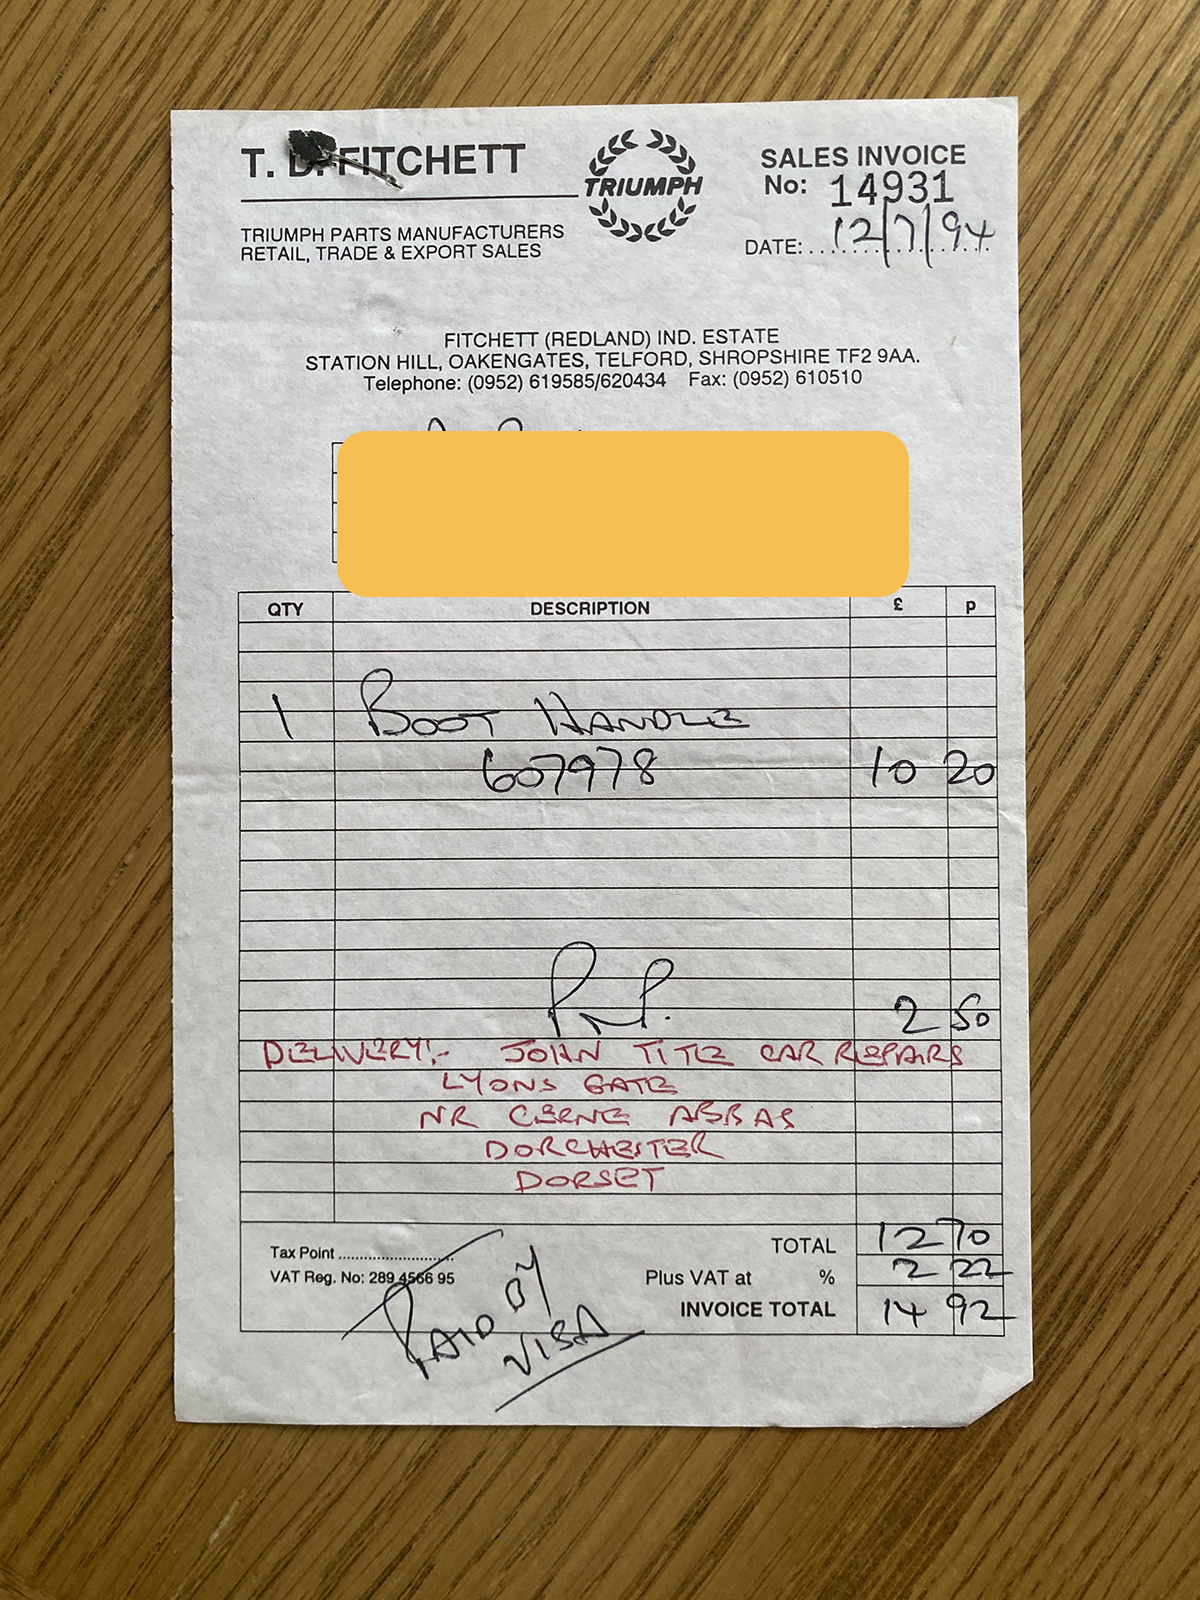 T. D. FITCHETT
TRIUMPH
SALES INVOICE
No: 14931
DATE: 12/7/94
TRIUMPH PARTS MANUFACTURERS
RETAIL, TRADE & EXPORT SALES
FITCHETT (REDLAND) IND. ESTATE
STATION HILL, OAKENGATES, TELFORD, SHROPSHIRE TF2 9AA.
Telephone: (0952) 619585/620434 Fax: (0952) 610510
QTY DESCRIPTION £ p
1 BOOT HANDLE
607978 10 20
PnP. 2 50
DELIVERY:- JOHN TITE CAR REPAIRS
LYONS GATE
NR CERNE ABBAS
DORCHESTER
DORSET
Tax Point ............................ TOTAL 12 70
VAT Reg. No: 289 4566 95 Plus VAT at % 2 22
INVOICE TOTAL 14 92
PAID BY
VISA